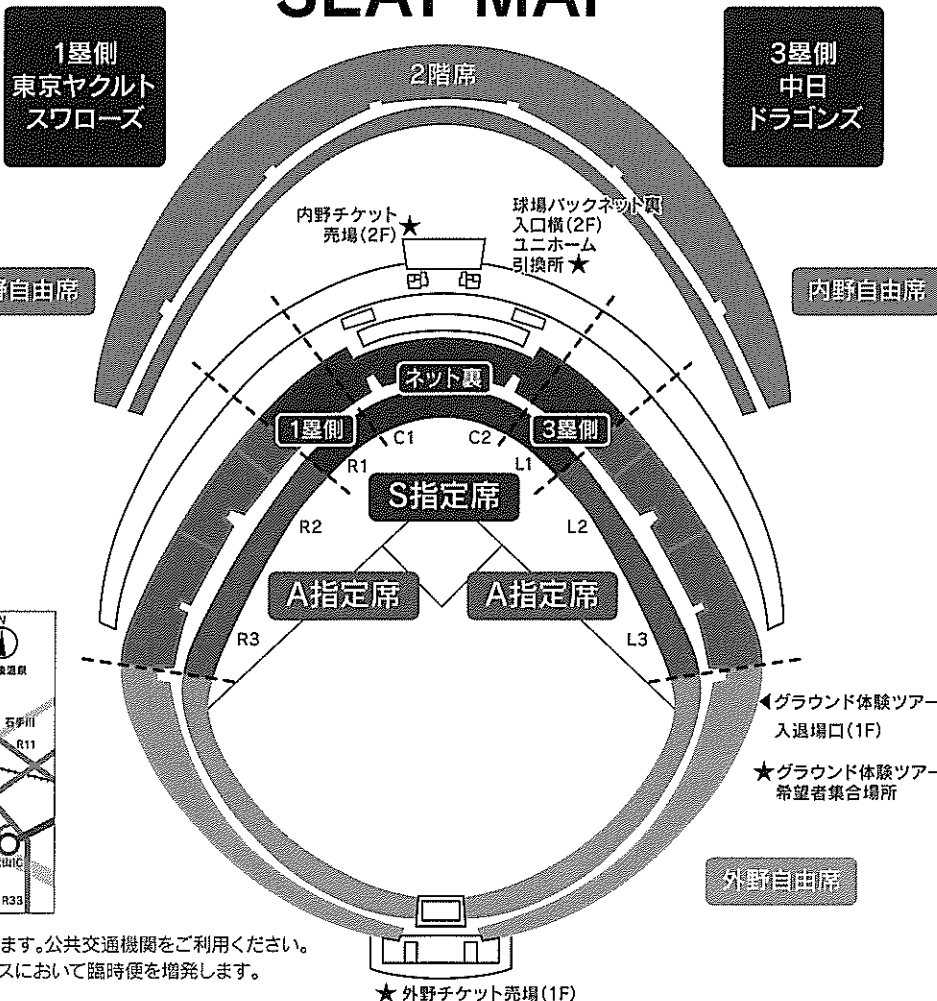 SEAT MAP
1塁側
東京ヤクルト
スワローズ
3塁側
中日
ドラゴンズ
2階席
内野チケット
売場(2F)★
球場バックネット裏
入口横(2F)
ユニホーム
引換所★
野自由席
内野自由席
ネット裏
1塁側
3塁側
C1
C2
R1
L1
S指定席
R2
L2
A指定席
A指定席
R3
L3
N
温泉
石手川
R11
IC
R33
◀グラウンド体験ツアー
入退場口(1F)
★グラウンド体験ツアー
希望者集合場所
外野自由席
ます。公共交通機関をご利用ください。
スにおいて臨時便を増発します。
★外野チケット売場(1F)